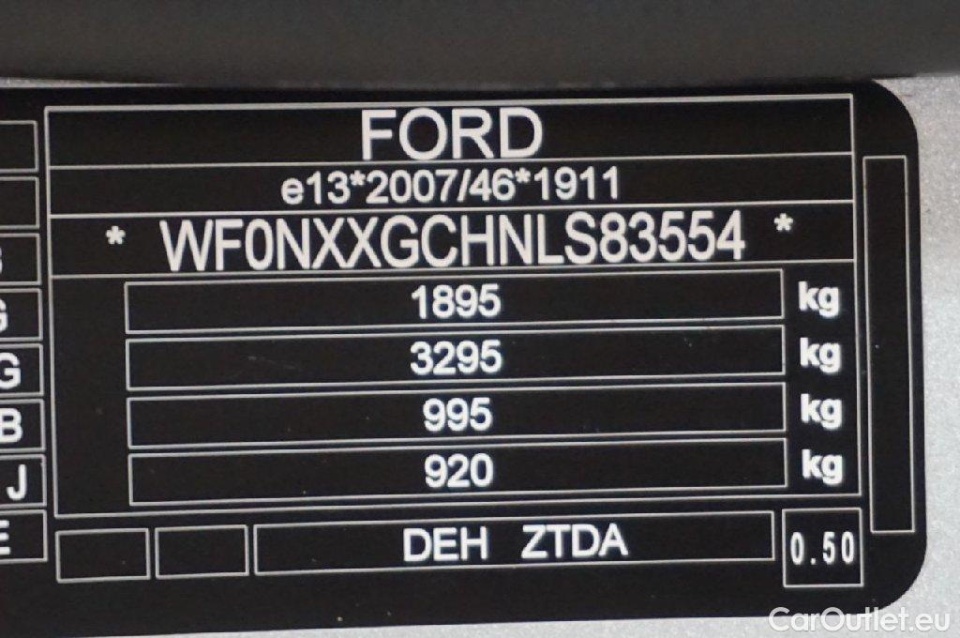 FORD
e13*2007/46*1911
* WF0NXXGCHNLS83554 *
1895 kg
G
3295 kg
G
995 kg
B
920 kg
J
E
DEH ZTDA
0.50
CarOutlet.eu